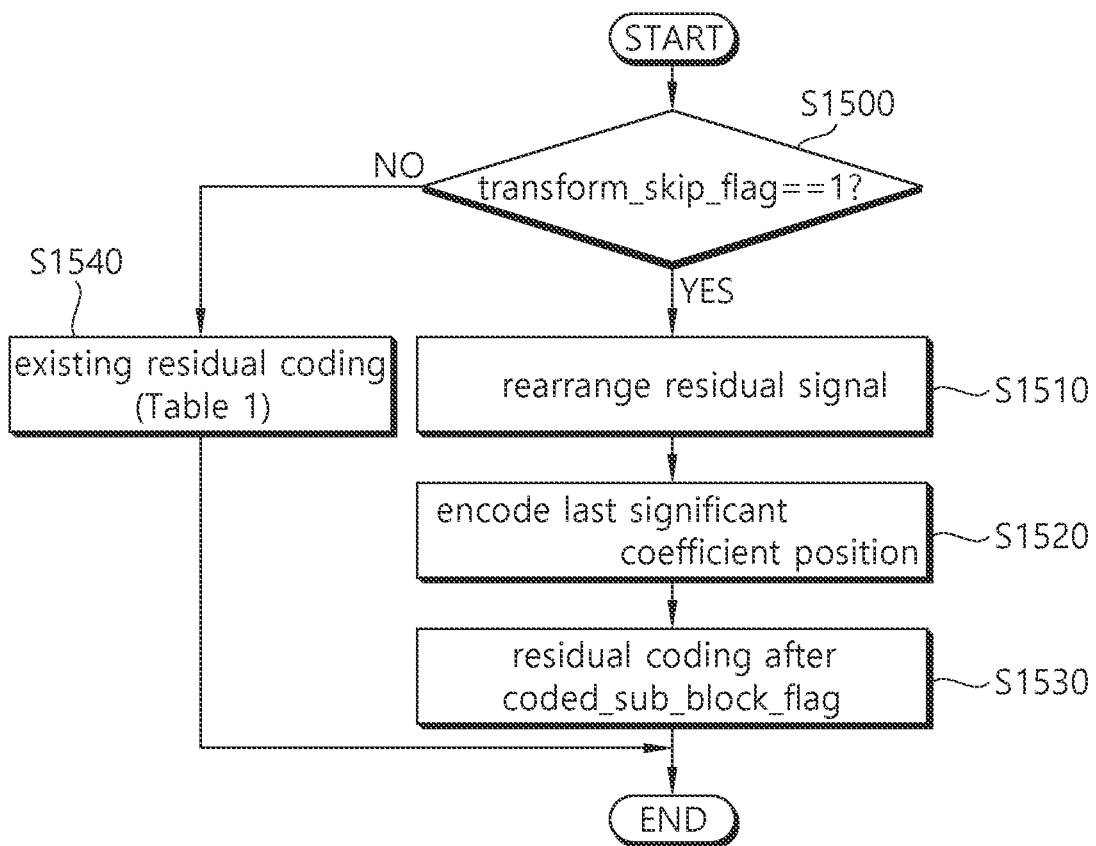 START
S1500
NO
transform_skip_flag==1?
S1540
YES
existing residual coding
(Table 1)
rearrange residual signal
S1510
encode last significant
coefficient position
S1520
residual coding after
coded_sub_block_flag
S1530
END